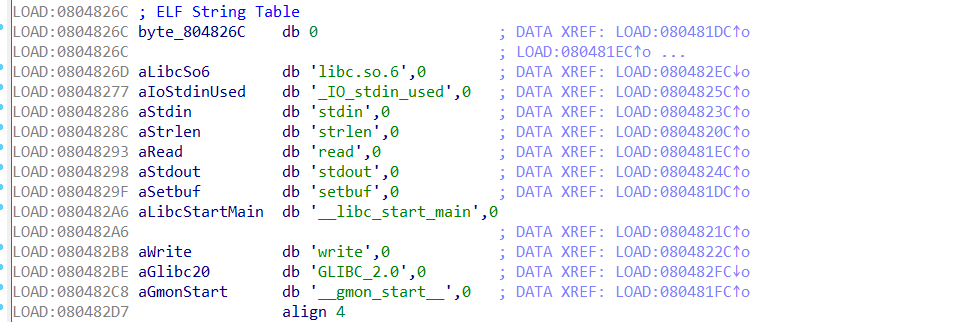 LOAD:0804826C ; ELF String Table
LOAD:0804826C byte_804826C db 0 ; DATA XREF: LOAD:080481DC↑o
LOAD:0804826C ; LOAD:080481EC↑o ...
LOAD:0804826D aLibcSo6 db 'libc.so.6',0 ; DATA XREF: LOAD:080482EC↓o
LOAD:08048277 aIoStdinUsed db '_IO_stdin_used',0 ; DATA XREF: LOAD:0804825C↑o
LOAD:08048286 aStdin db 'stdin',0 ; DATA XREF: LOAD:0804823C↑o
LOAD:0804828C aStrlen db 'strlen',0 ; DATA XREF: LOAD:0804820C↑o
LOAD:08048293 aRead db 'read',0 ; DATA XREF: LOAD:080481EC↑o
LOAD:08048298 aStdout db 'stdout',0 ; DATA XREF: LOAD:0804824C↑o
LOAD:0804829F aSetbuf db 'setbuf',0 ; DATA XREF: LOAD:080481DC↑o
LOAD:080482A6 aLibcStartMain db '__libc_start_main',0
LOAD:080482A6 ; DATA XREF: LOAD:0804821C↑o
LOAD:080482B8 aWrite db 'write',0 ; DATA XREF: LOAD:0804822C↑o
LOAD:080482BE aGlibc20 db 'GLIBC_2.0',0 ; DATA XREF: LOAD:080482FC↓o
LOAD:080482C8 aGmonStart db '__gmon_start__',0 ; DATA XREF: LOAD:080481FC↑o
LOAD:080482D7 align 4